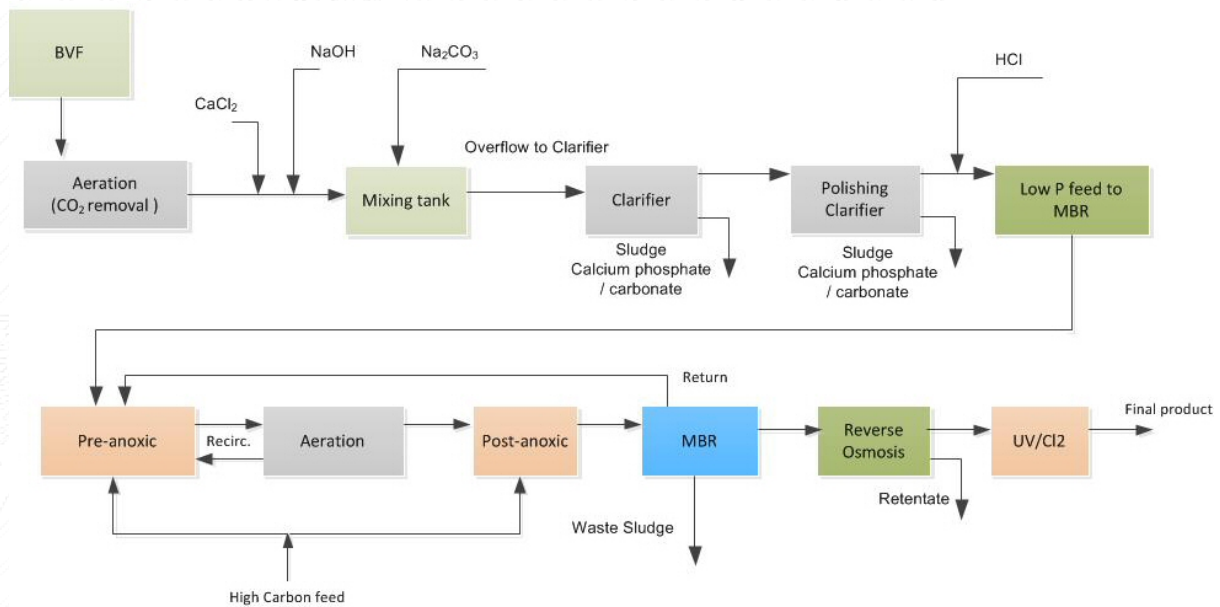 BVF
NaOH
Na₂CO₃
HCl
CaCl₂
Overflow to Clarifier
Aeration
(CO₂ removal )
Mixing tank
Clarifier
Polishing
Clarifier
Low P feed to
MBR
Sludge
Calcium phosphate
/ carbonate
Sludge
Calcium phosphate
/ carbonate
Return
Final product
Pre-anoxic
Recirc.
Aeration
Post-anoxic
MBR
Reverse
Osmosis
UV/Cl2
Retentate
Waste Sludge
High Carbon feed